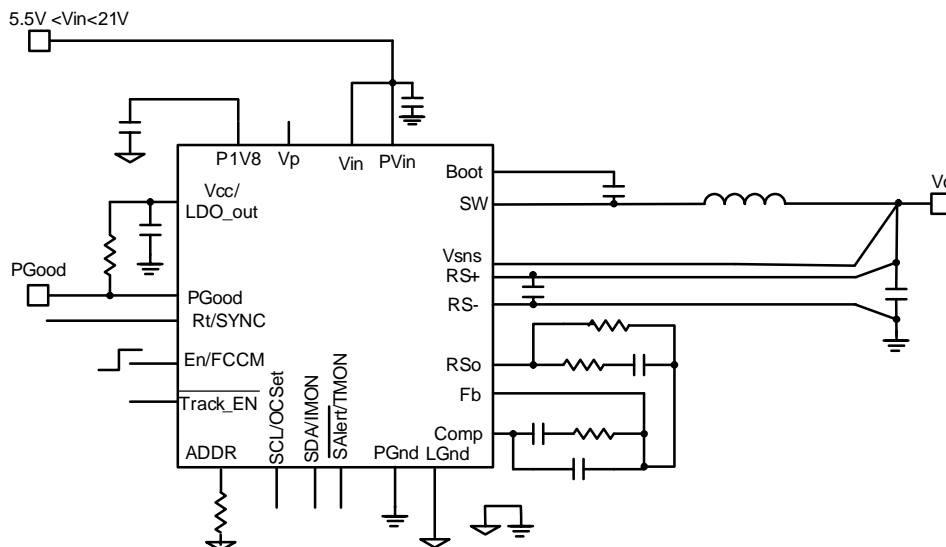 5.5V <Vin<21V
P1V8
Vp
Vin
PVin
Boot
Vcc/
LDO_out
SW
Vsns
RS+
PGood
PGood
RS-
Rt/SYNC
En/FCCM
RSo
Fb
Track_EN
Comp
ADDR
SCL/OCSet
SDA/IMON
SAlert/TMON
PGnd
LGnd